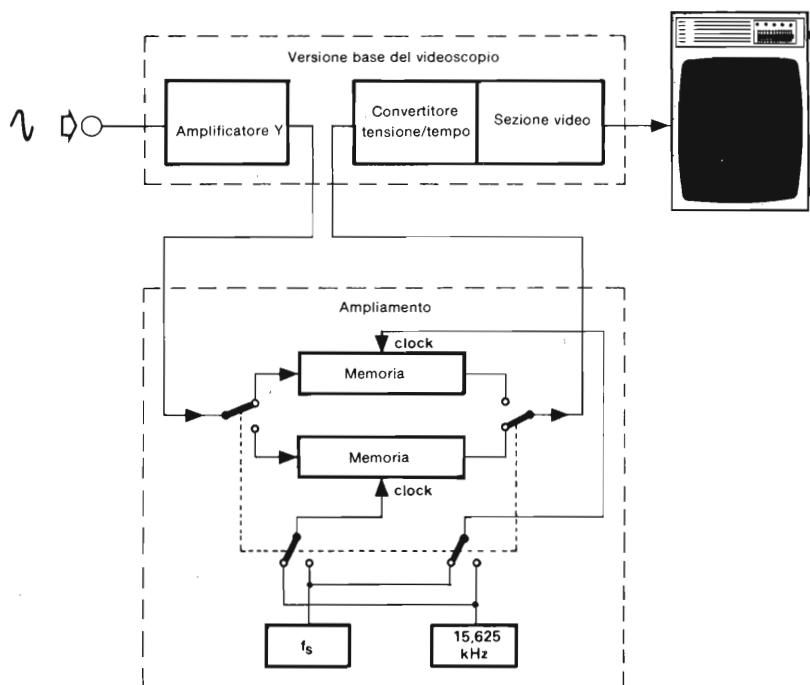 Versione base del videoscopio
Amplificatore Y
Convertitore
tensione/tempo
Sezione video
Ampliamento
clock
Memoria
Memoria
clock
fs
15,625
kHz